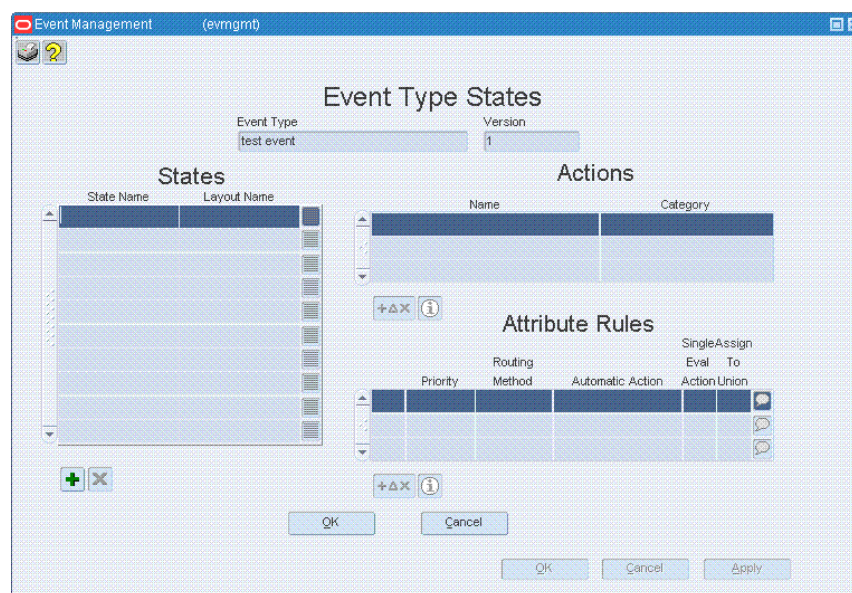 Event Management (evmgmt)
Event Type States
Event Type Version
test event 1
States
State Name Layout Name
Actions
Name Category
Attribute Rules
Single Assign
Routing Eval To
Priority Method Automatic Action Action Union
OK Cancel
OK Cancel Apply